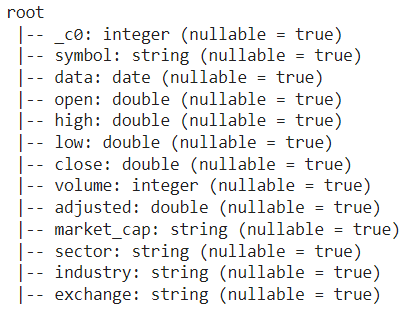 root
 |-- _c0: integer (nullable = true)
 |-- symbol: string (nullable = true)
 |-- data: date (nullable = true)
 |-- open: double (nullable = true)
 |-- high: double (nullable = true)
 |-- low: double (nullable = true)
 |-- close: double (nullable = true)
 |-- volume: integer (nullable = true)
 |-- adjusted: double (nullable = true)
 |-- market_cap: string (nullable = true)
 |-- sector: string (nullable = true)
 |-- industry: string (nullable = true)
 |-- exchange: string (nullable = true)